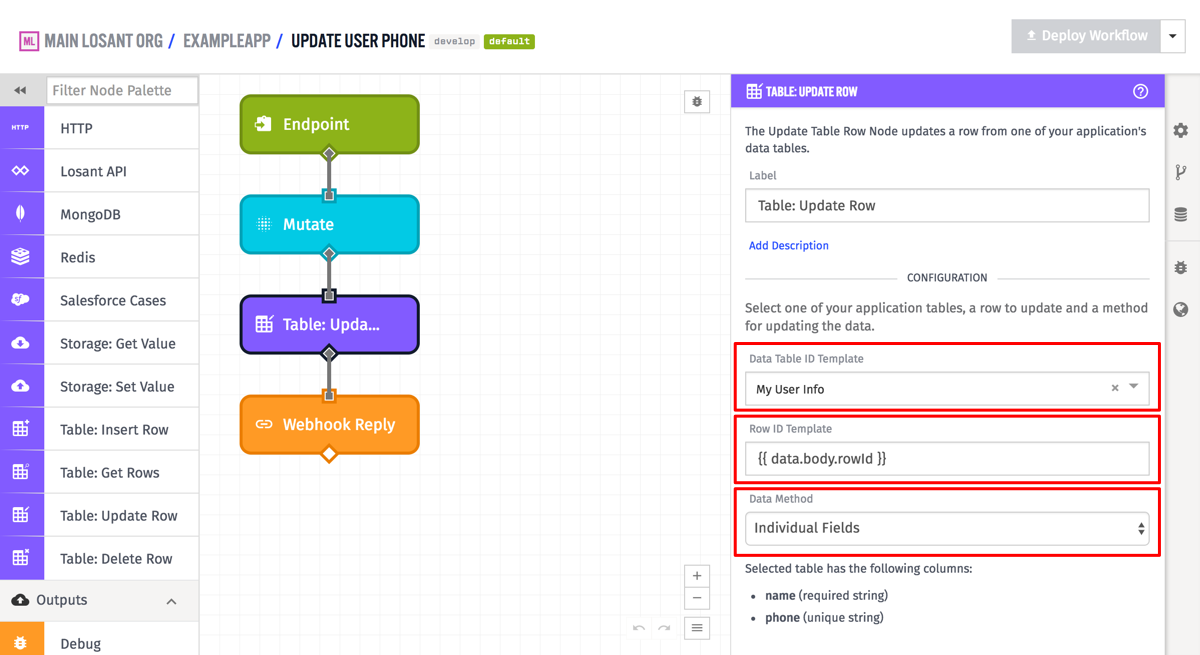 ML MAIN LOSANT ORG / EXAMPLEAPP / UPDATE USER PHONE develop default
Deploy Workflow
Filter Node Palette
HTTP HTTP
Losant API
MongoDB
Redis
sf Salesforce Cases
Storage: Get Value
Storage: Set Value
Table: Insert Row
Table: Get Rows
Table: Update Row
Table: Delete Row
Outputs
Debug
Endpoint
Mutate
Table: Upda...
Webhook Reply
TABLE: UPDATE ROW
The Update Table Row Node updates a row from one of your application's
data tables.
Label
Table: Update Row
Add Description
CONFIGURATION
Select one of your application tables, a row to update and a method
for updating the data.
Data Table ID Template
My User Info
Row ID Template
{{ data.body.rowId }}
Data Method
Individual Fields
Selected table has the following columns:
• name (required string)
• phone (unique string)